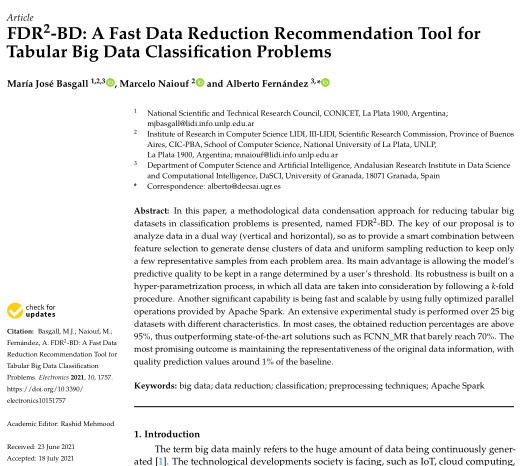 Article
FDR²-BD: A Fast Data Reduction Recommendation Tool for
Tabular Big Data Classification Problems
María José Basgall 1,2,3, Marcelo Naiouf 2 and Alberto Fernández 3,*
1 National Scientific and Technical Research Council, CONICET, La Plata 1900, Argentina;
mjbasgall@lidi.info.unlp.edu.ar
2 Institute of Research in Computer Science LIDI, III-LIDI, Scientific Research Commission, Province of Buenos
Aires, CIC-PBA, School of Computer Science, National University of La Plata, UNLP,
La Plata 1900, Argentina; mnaiouf@lidi.info.unlp.edu.ar
3 Department of Computer Science and Artificial Intelligence, Andalusian Research Institute in Data Science
and Computational Intelligence, DaSCI, University of Granada, 18071 Granada, Spain
* Correspondence: alberto@decsai.ugr.es
Abstract: In this paper, a methodological data condensation approach for reducing tabular big
datasets in classification problems is presented, named FDR²-BD. The key of our proposal is to
analyze data in a dual way (vertical and horizontal), so as to provide a smart combination between
feature selection to generate dense clusters of data and uniform sampling reduction to keep only
a few representative samples from each problem area. Its main advantage is allowing the model's
predictive quality to be kept in a range determined by a user's threshold. Its robustness is built on a
hyper-parametrization process, in which all data are taken into consideration by following a k-fold
procedure. Another significant capability is being fast and scalable by using fully optimized parallel
operations provided by Apache Spark. An extensive experimental study is performed over 25 big
datasets with different characteristics. In most cases, the obtained reduction percentages are above
95%, thus outperforming state-of-the-art solutions such as FCNN_MR that barely reach 70%. The
most promising outcome is maintaining the representativeness of the original data information, with
quality prediction values around 1% of the baseline.
Keywords: big data; data reduction; classification; preprocessing techniques; Apache Spark
check for
updates
Citation: Basgall, M.J.; Naiouf, M.;
Fernández, A. FDR2-BD: A Fast Data
Reduction Recommendation Tool for
Tabular Big Data Classification
Problems. Electronics 2021, 10, 1757.
https://doi.org/10.3390/
electronics10151757
Academic Editor: Rashid Mehmood
Received: 23 June 2021
Accepted: 18 July 2021
1. Introduction
The term big data mainly refers to the huge amount of data being continuously gener-
ated [1]. The technological developments society is facing, such as IoT, cloud computing,